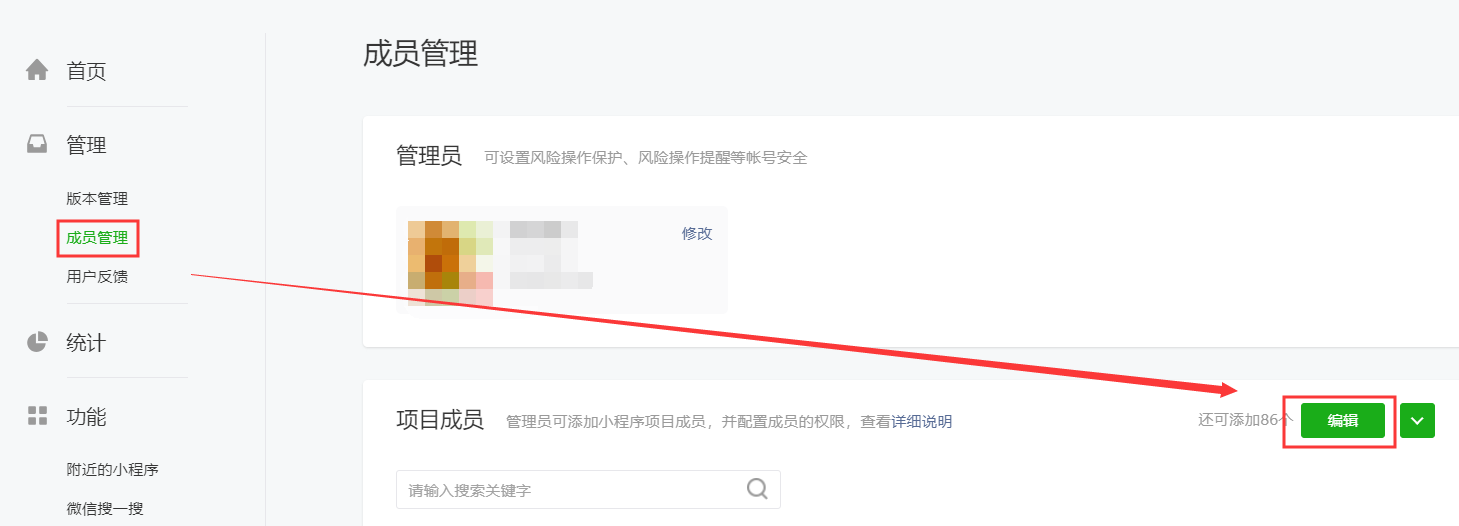 首页
管理
版本管理
成员管理
用户反馈
统计
功能
附近的小程序
微信搜一搜
成员管理
管理员 可设置风险操作保护、风险操作提醒等帐号安全
修改
项目成员 管理员可添加小程序项目成员，并配置成员的权限，查看详细说明 还可添加86个 编辑
请输入搜索关键字